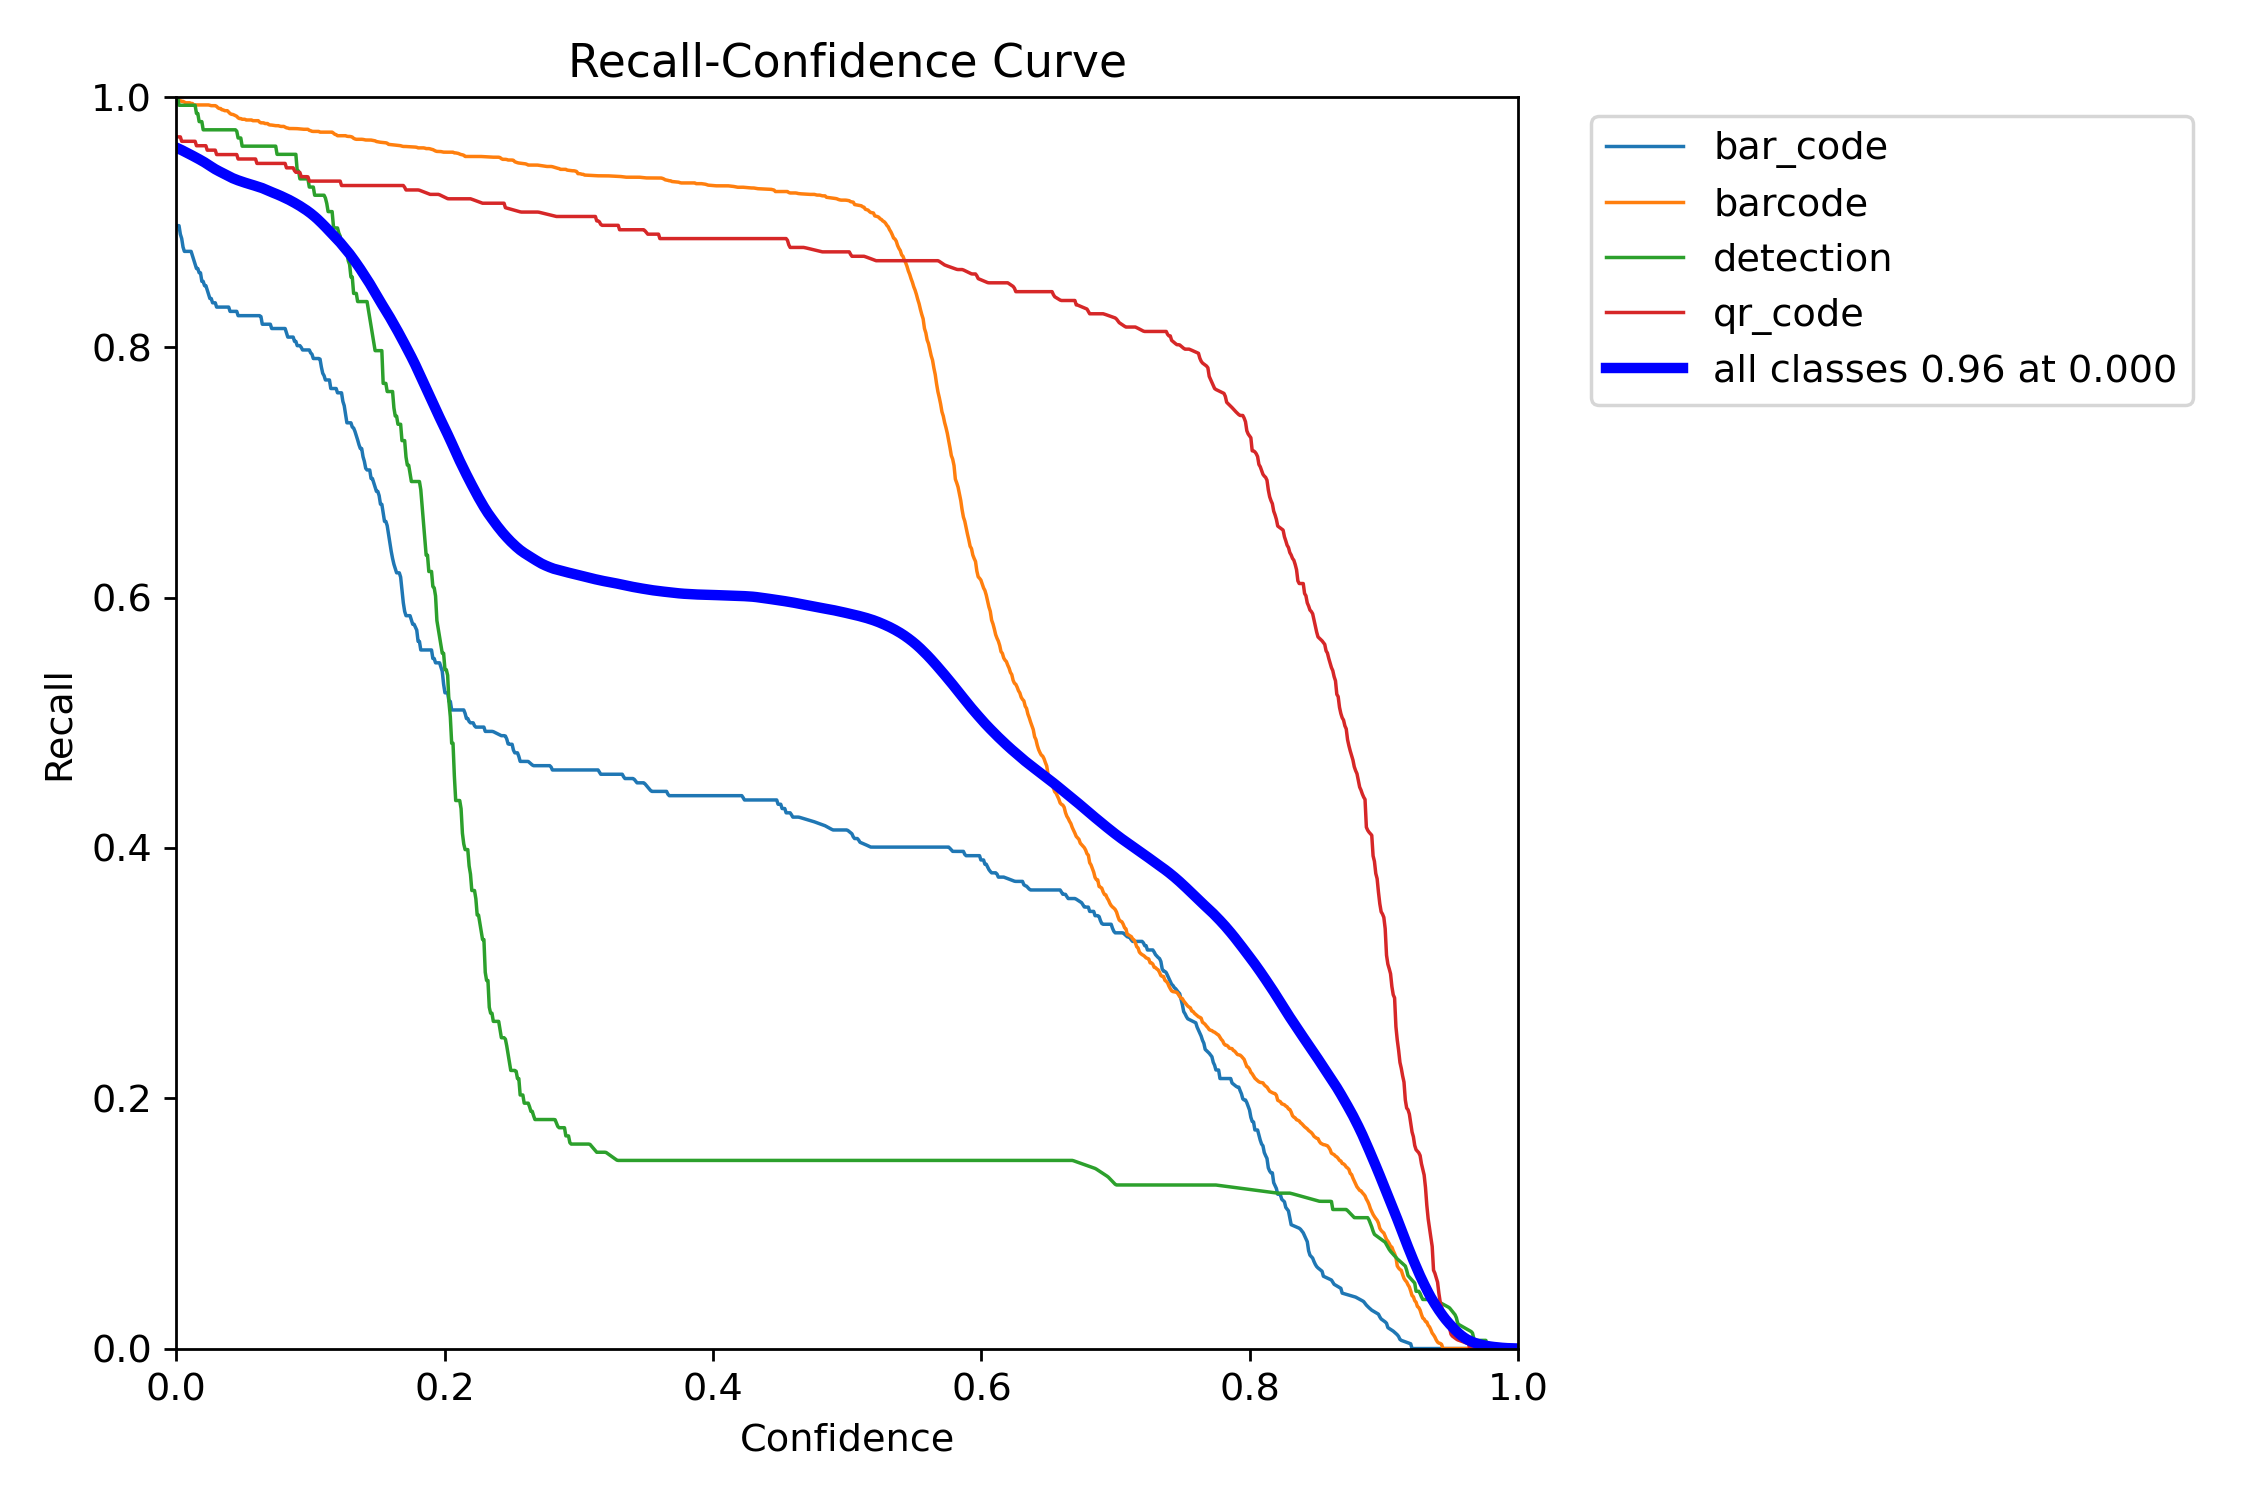 Recall-Confidence Curve
1.0
0.8
0.6
0.4
0.2
0.0
Recall
0.0 0.2 0.4 0.6 0.8 1.0
Confidence
bar_code
barcode
detection
qr_code
all classes 0.96 at 0.000